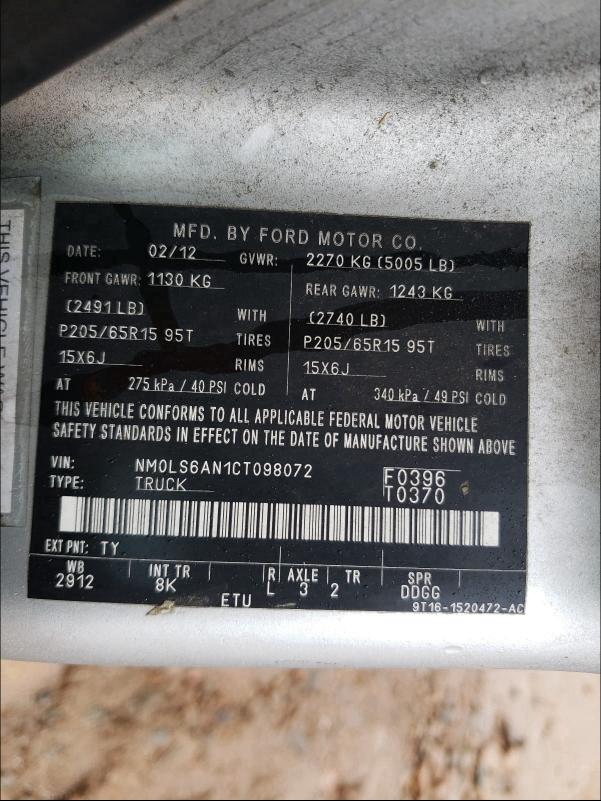 MFD. BY FORD MOTOR CO.
DATE: 02/12 GVWR: 2270 KG (5005 LB)
FRONT GAWR: 1130 KG REAR GAWR: 1243 KG
(2491 LB) WITH (2740 LB) WITH
P205/65R15 95T TIRES P205/65R15 95T TIRES
15X6J RIMS 15X6J RIMS
AT 275 kPa / 40 PSI COLD AT 340 kPa / 49 PSI COLD
THIS VEHICLE CONFORMS TO ALL APPLICABLE FEDERAL MOTOR VEHICLE
SAFETY STANDARDS IN EFFECT ON THE DATE OF MANUFACTURE SHOWN ABOVE
VIN: NM0LS6AN1CT098072 F0396
TYPE: TRUCK T0370
EXT PNT: TY
WB INT TR R AXLE TR SPR
2912 8K L 3 2 DDGG
ETU 9T16-1520472-AC
THIS VEHICLE